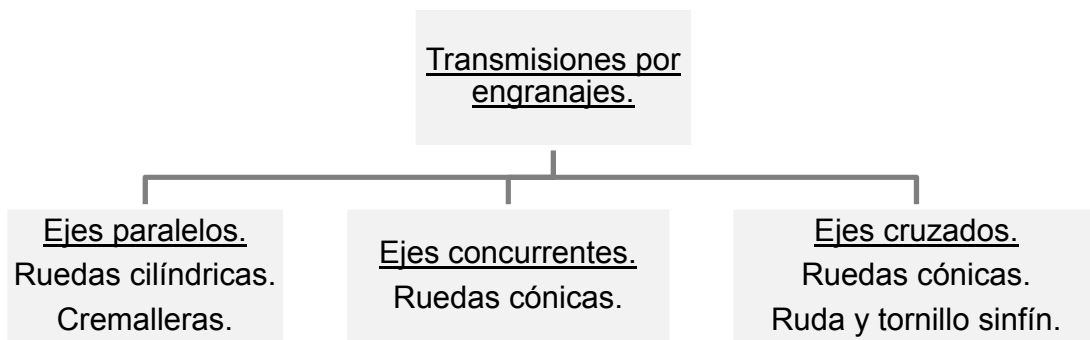 Transmisiones por
engranajes.
Ejes paralelos.
Ruedas cilíndricas.
Cremalleras.
Ejes concurrentes.
Ruedas cónicas.
Ejes cruzados.
Ruedas cónicas.
Ruda y tornillo sinfín.